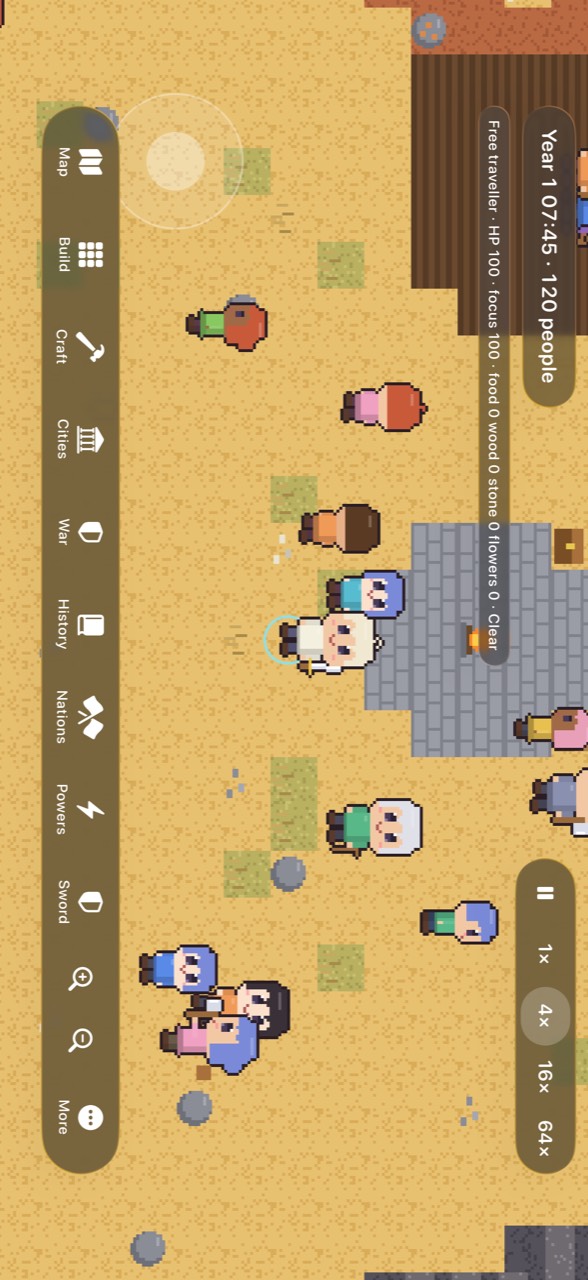 Year 1 07:45 · 120 people
1×
4×
16×
64×
Free traveller · HP 100 · focus 100 · food 0 wood 0 stone 0 flowers 0 · Clear
Map
Build
Craft
Cities
War
History
Nations
Powers
Sword
More